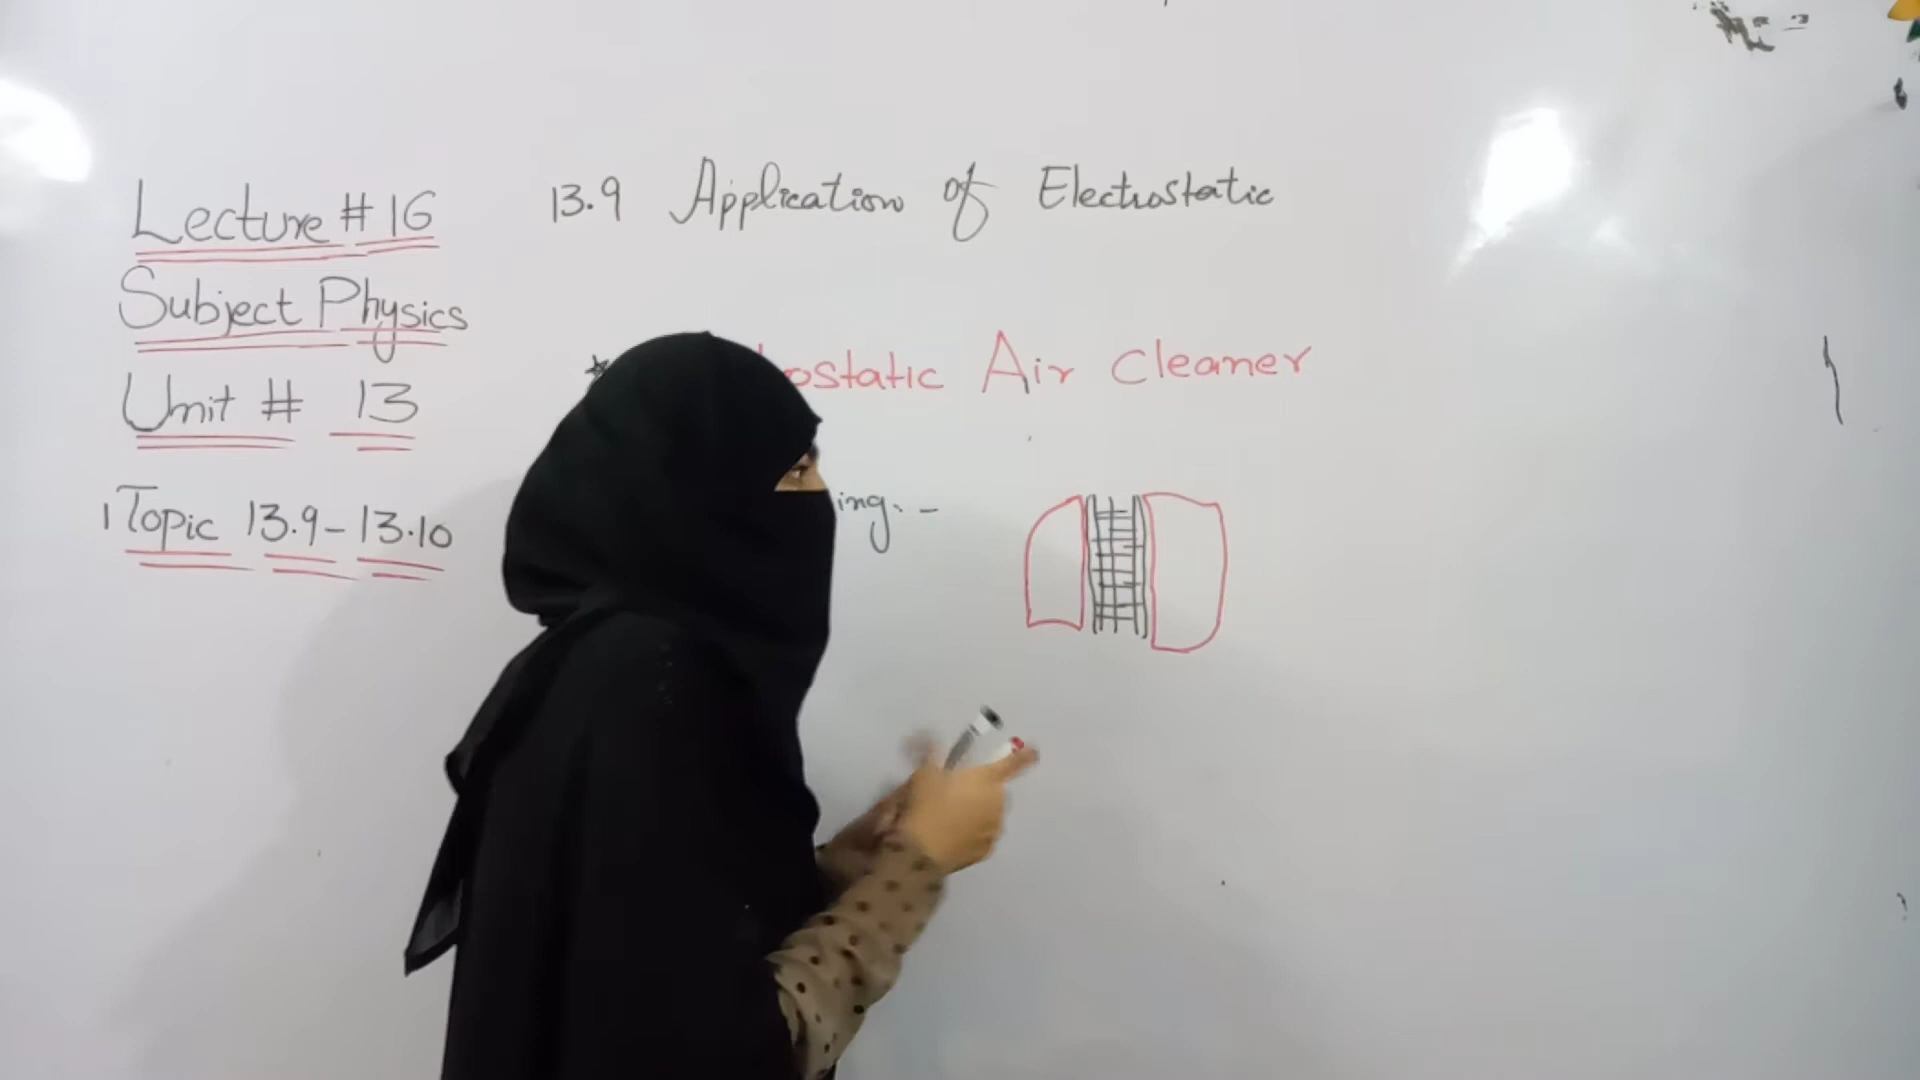 Lecture # 16
Subject Physics
Unit # 13
Topic 13.9-13.10
13.9 Application of Electrostatic
ostatic Air Cleaner
ing:-